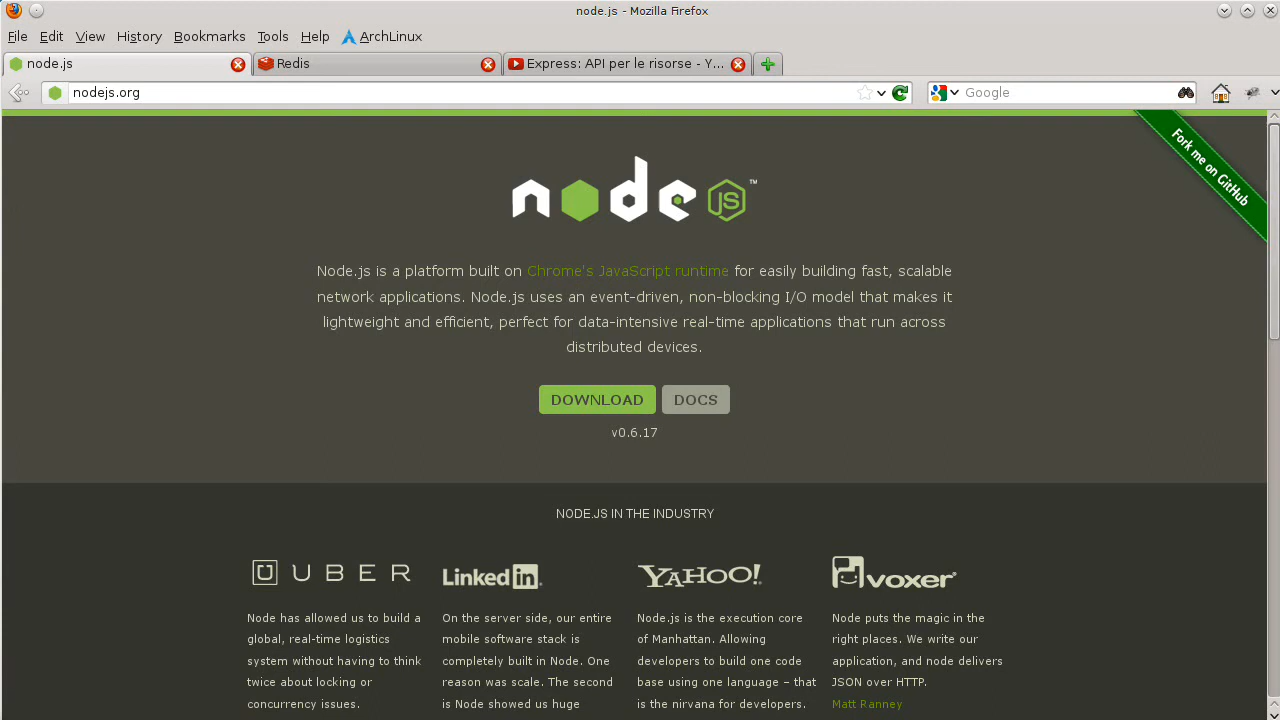 node.js - Mozilla Firefox
File Edit View History Bookmarks Tools Help ArchLinux
node.js Redis Express: API per le risorse - Y...
nodejs.org Google
Fork me on GitHub
node JS ™
Node.js is a platform built on Chrome's JavaScript runtime for easily building fast, scalable
network applications. Node.js uses an event-driven, non-blocking I/O model that makes it
lightweight and efficient, perfect for data-intensive real-time applications that run across
distributed devices.
DOWNLOAD DOCS
v0.6.17
NODE.JS IN THE INDUSTRY
UBER
Node has allowed us to build a
global, real-time logistics
system without having to think
twice about locking or
concurrency issues.
Linked in
On the server side, our entire
mobile software stack is
completely built in Node. One
reason was scale. The second
is Node showed us huge
YAHOO!
Node.js is the execution core
of Manhattan. Allowing
developers to build one code
base using one language – that
is the nirvana for developers.
voxer
Node puts the magic in the
right places. We write our
application, and node delivers
JSON over HTTP.
Matt Ranney